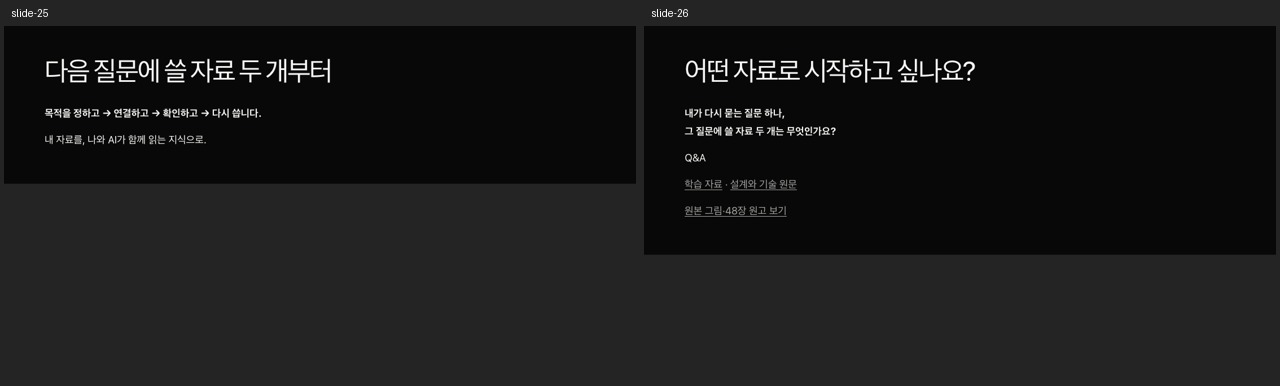 slide-25
다음 질문에 쓸 자료 두 개부터
목적을 정하고 → 연결하고 → 확인하고 → 다시 씁니다.
내 자료를, 나와 AI가 함께 읽는 지식으로.
slide-26
어떤 자료로 시작하고 싶나요?
내가 다시 묻는 질문 하나,
그 질문에 쓸 자료 두 개는 무엇인가요?
Q&A
학습 자료 · 설계와 기술 원문
원본 그림·48장 원고 보기